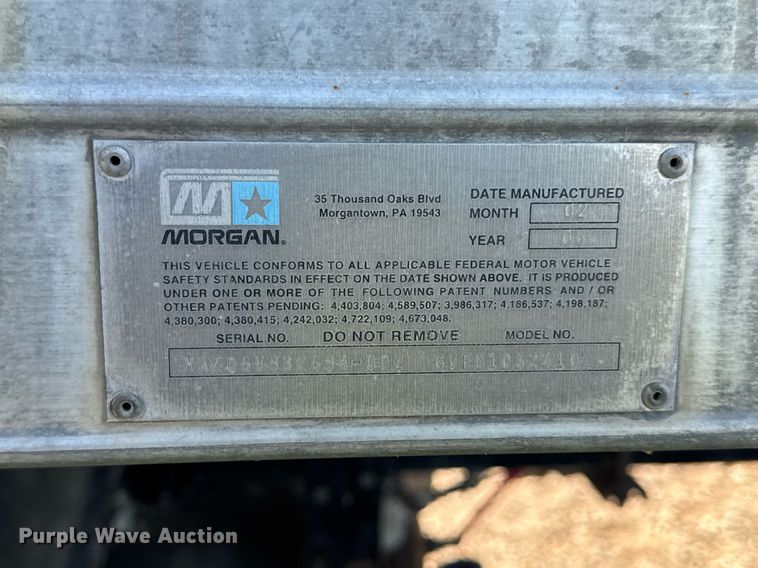 M
MORGAN®
35 Thousand Oaks Blvd
Morgantown, PA 19543
DATE MANUFACTURED
MONTH 02
YEAR
THIS VEHICLE CONFORMS TO ALL APPLICABLE FEDERAL MOTOR VEHICLE
SAFETY STANDARDS IN EFFECT ON THE DATE SHOWN ABOVE. IT IS PRODUCED
UNDER ONE OR MORE OF THE FOLLOWING PATENT NUMBERS AND / OR
OTHER PATENTS PENDING: 4,403,804; 4,589,507; 3,986,317; 4,186,537; 4,198,187;
4,380,300; 4,380,415; 4,242,032; 4,722,109; 4,673,048.
SERIAL NO. DO NOT REMOVE MODEL NO.
Purple Wave Auction